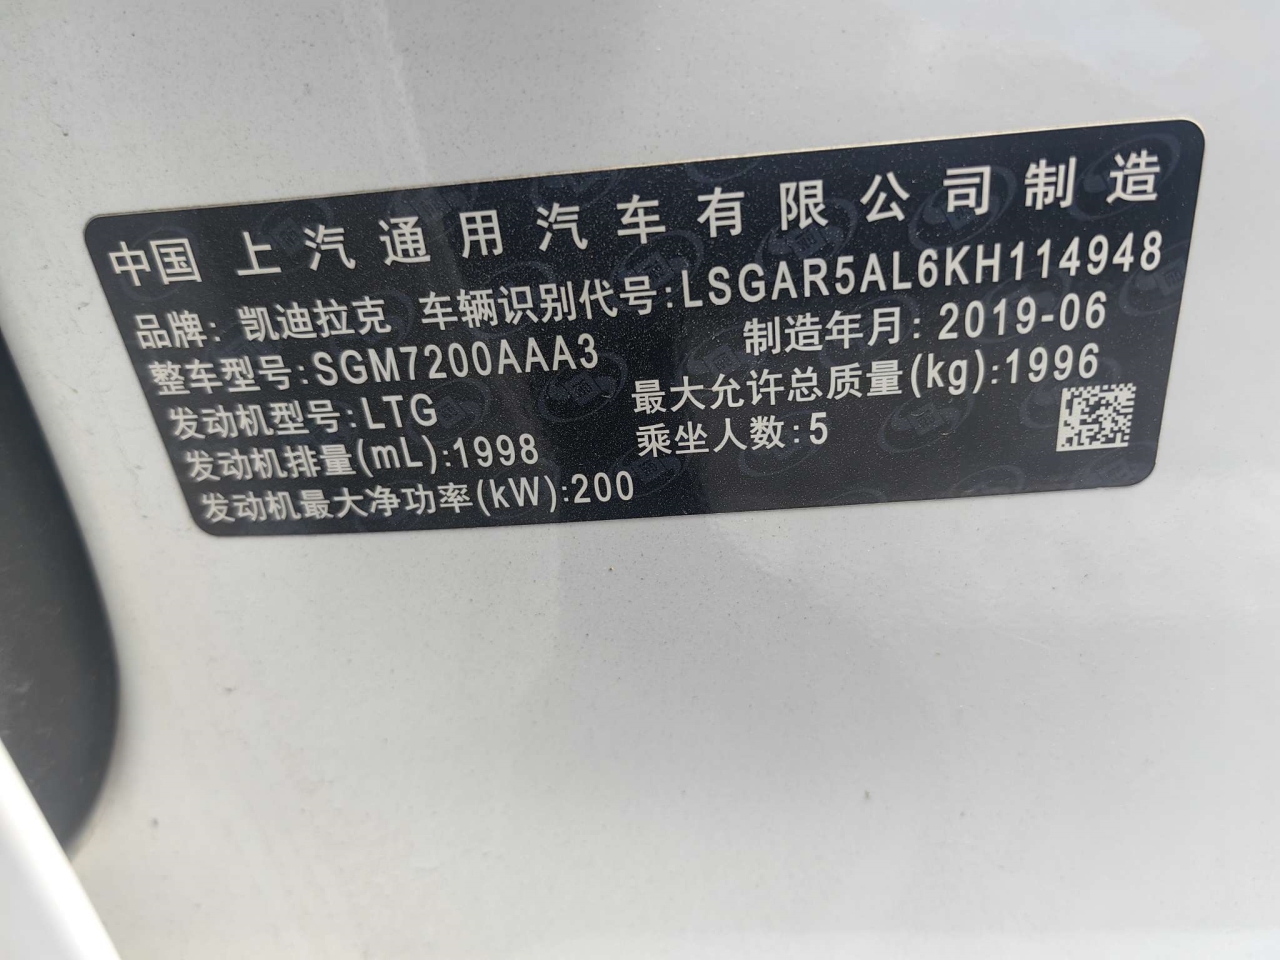 中国 上汽通用汽车有限公司制造
品牌: 凯迪拉克 车辆识别代号:LSGAR5AL6KH114948
整车型号:SGM7200AAA3 制造年月: 2019-06
发动机型号:LTG 最大允许总质量(kg):1996
发动机排量(mL):1998 乘坐人数:5
发动机最大净功率(kW):200